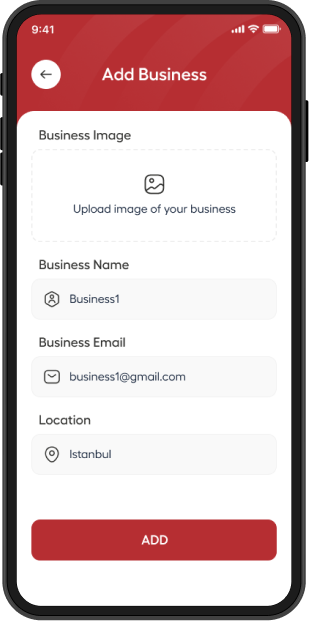 9:41
Add Business
Business Image
Upload image of your business
Business Name
Business1
Business Email
business1@gmail.com
Location
Istanbul
ADD